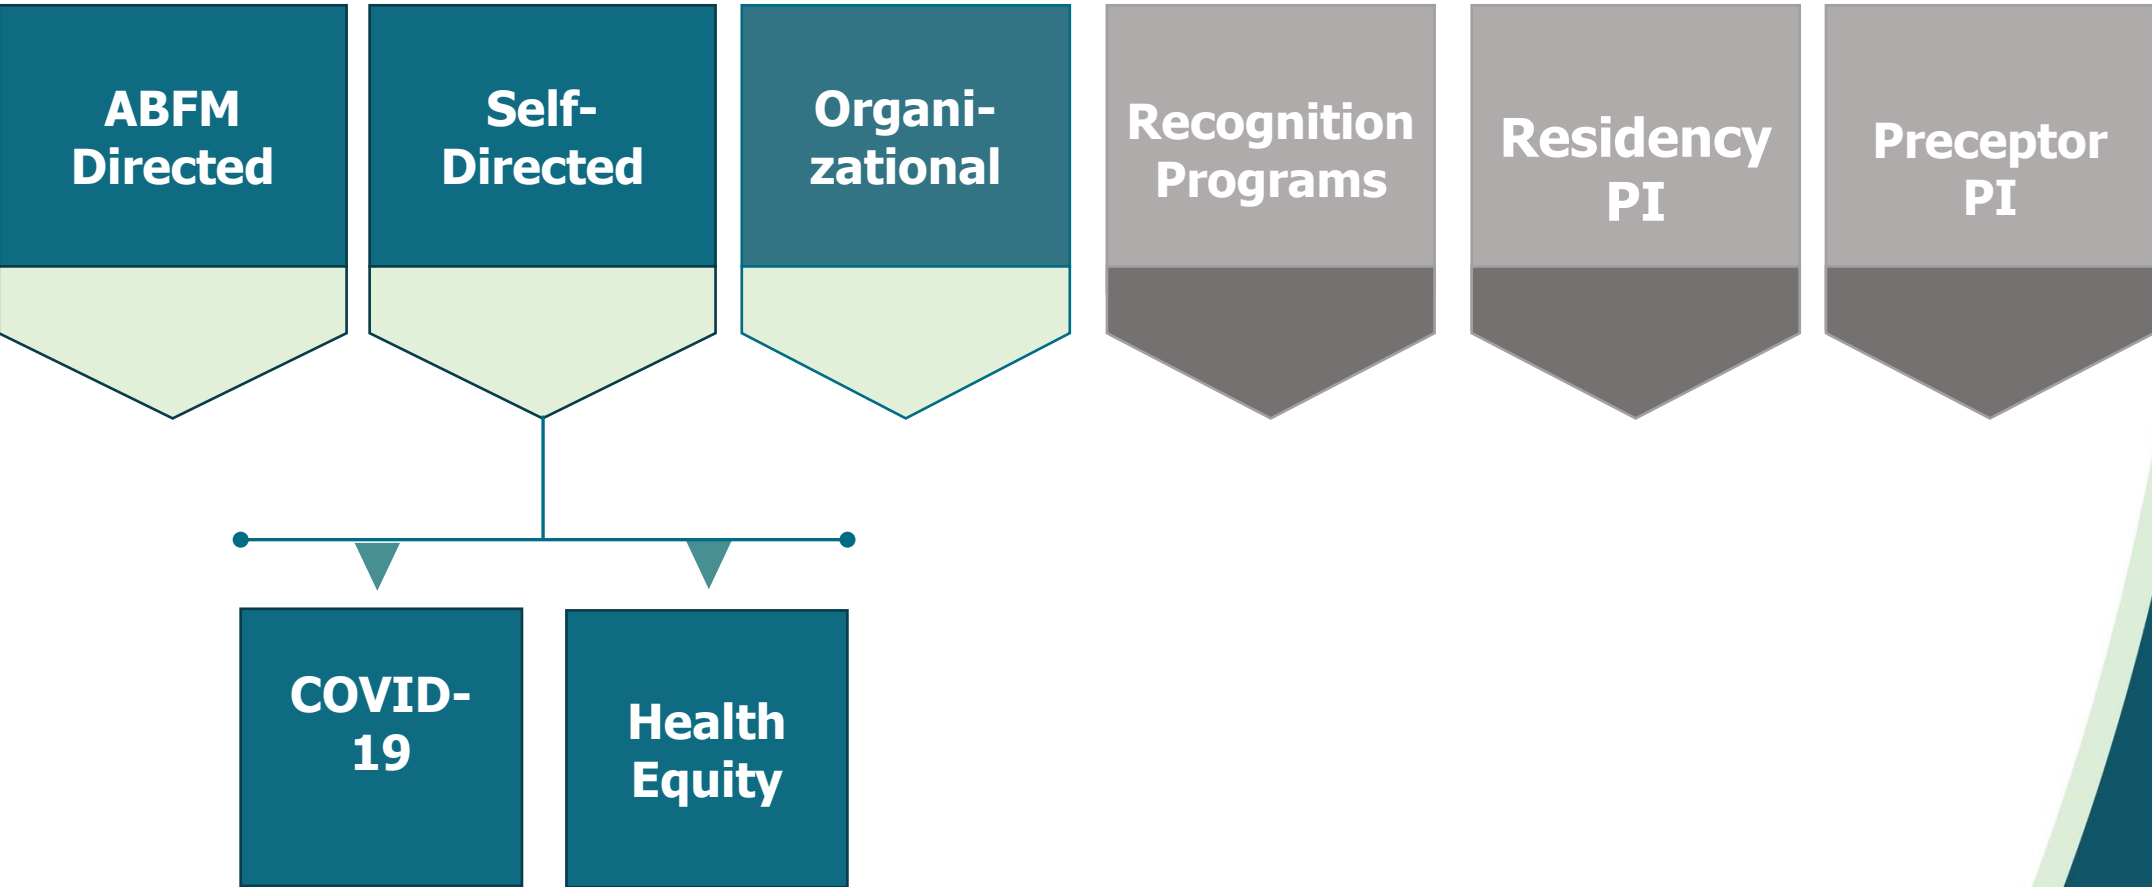 ABFM
Directed
Self-
Directed
Organi-
zational
Recognition
Programs
Residency
PI
Preceptor
PI
COVID-
19
Health
Equity